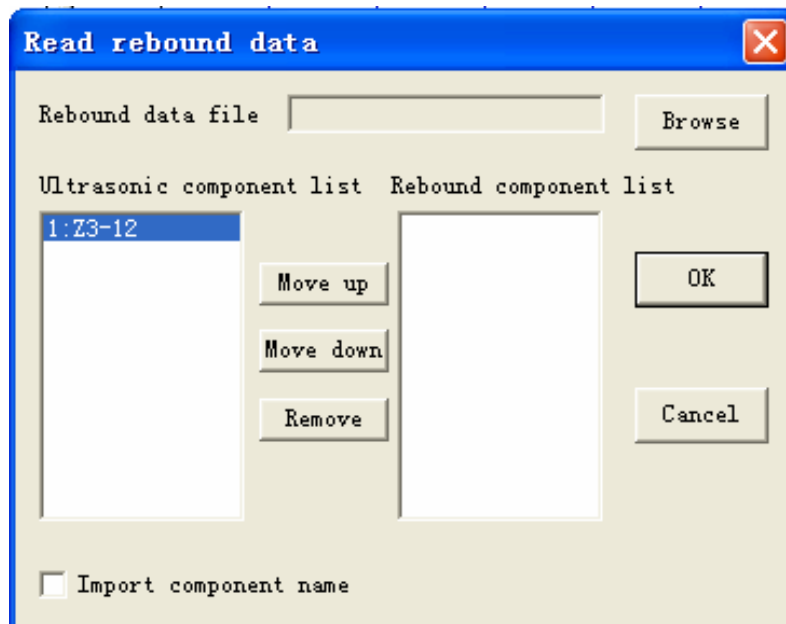 Read rebound data
Rebound data file
Browse
Ultrasonic component list
Rebound component list
1:Z3-12
Move up
OK
Move down
Remove
Cancel
Import component name